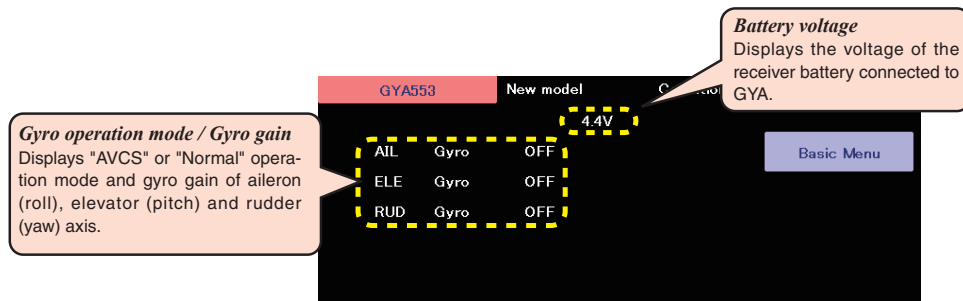 Battery voltage
Displays the voltage of the
receiver battery connected to
GYA.
GYA553 New model
4.4V
Gyro operation mode / Gyro gain
Displays "AVCS" or "Normal" opera-
tion mode and gyro gain of aileron
(roll), elevator (pitch) and rudder
(yaw) axis.
AIL Gyro OFF
ELE Gyro OFF
RUD Gyro OFF
Basic Menu